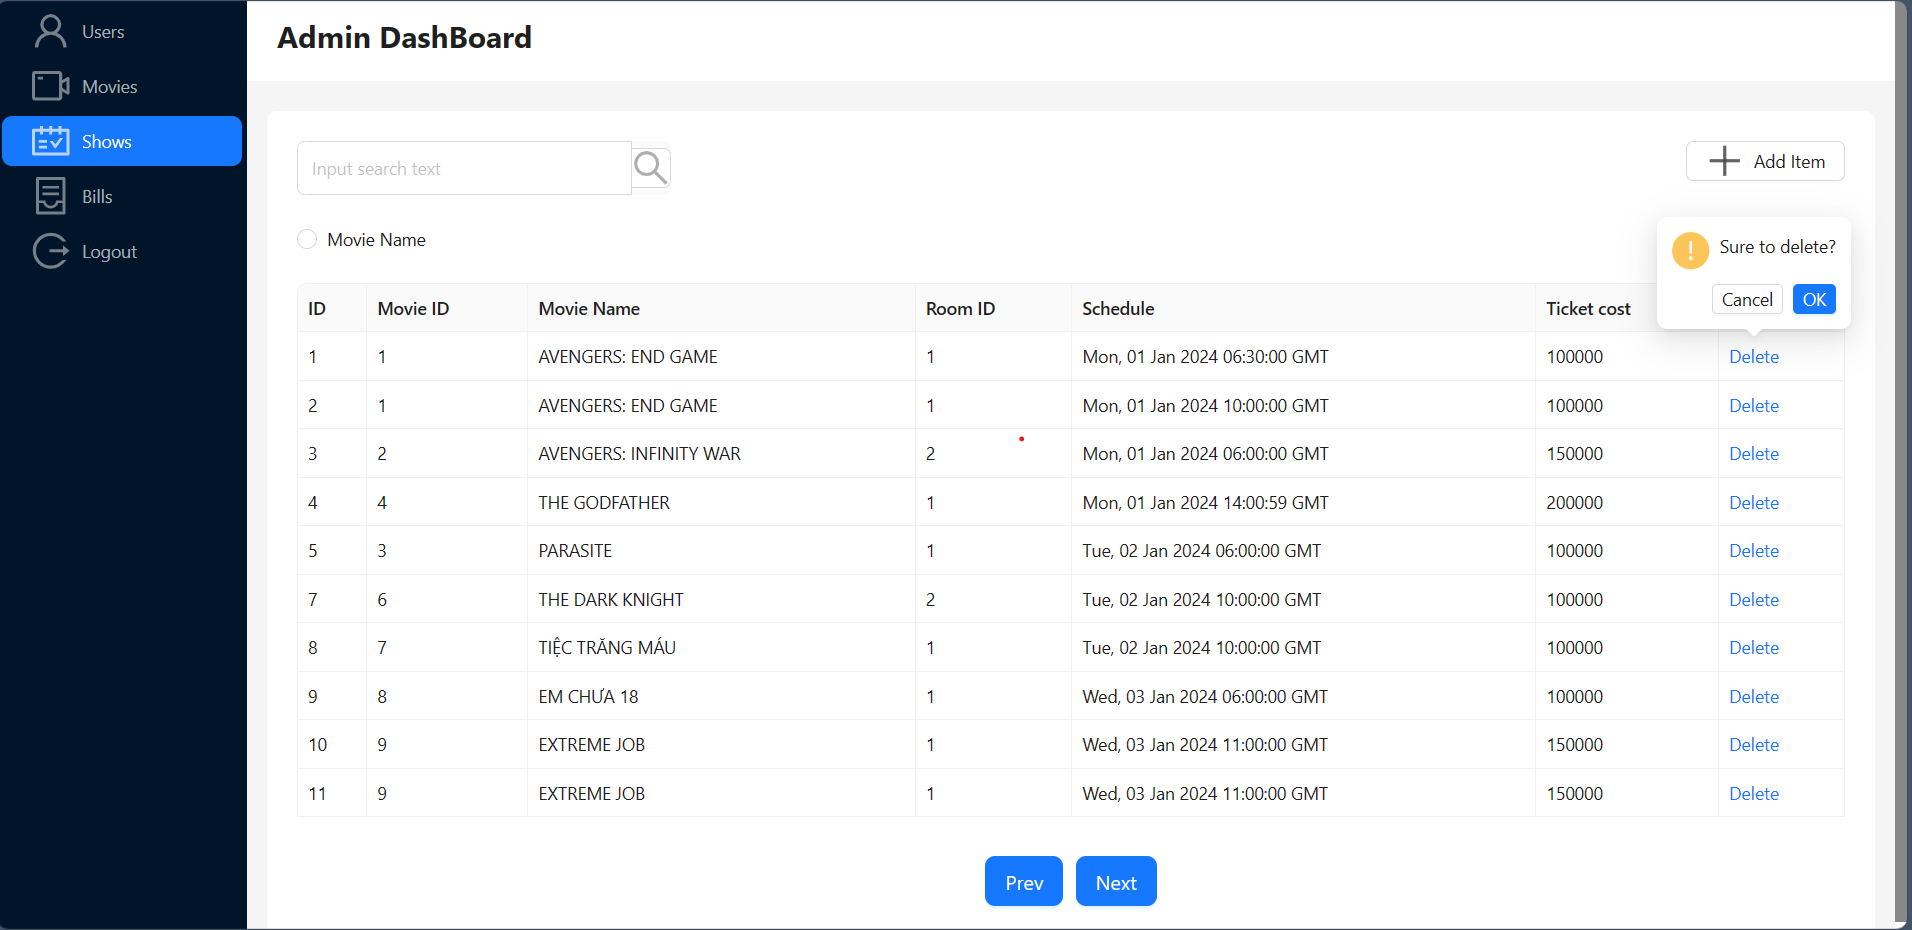 Users
Movies
Shows
Bills
Logout
Admin DashBoard
Input search text
Add Item
Movie Name
Sure to delete?
Cancel OK
ID Movie ID Movie Name Room ID Schedule Ticket cost
1 1 AVENGERS: END GAME 1 Mon, 01 Jan 2024 06:30:00 GMT 100000 Delete
2 1 AVENGERS: END GAME 1 Mon, 01 Jan 2024 10:00:00 GMT 100000 Delete
3 2 AVENGERS: INFINITY WAR 2 Mon, 01 Jan 2024 06:00:00 GMT 150000 Delete
4 4 THE GODFATHER 1 Mon, 01 Jan 2024 14:00:59 GMT 200000 Delete
5 3 PARASITE 1 Tue, 02 Jan 2024 06:00:00 GMT 100000 Delete
7 6 THE DARK KNIGHT 2 Tue, 02 Jan 2024 10:00:00 GMT 100000 Delete
8 7 TIỆC TRĂNG MÁU 1 Tue, 02 Jan 2024 10:00:00 GMT 100000 Delete
9 8 EM CHƯA 18 1 Wed, 03 Jan 2024 06:00:00 GMT 100000 Delete
10 9 EXTREME JOB 1 Wed, 03 Jan 2024 11:00:00 GMT 150000 Delete
11 9 EXTREME JOB 1 Wed, 03 Jan 2024 11:00:00 GMT 150000 Delete
Prev Next